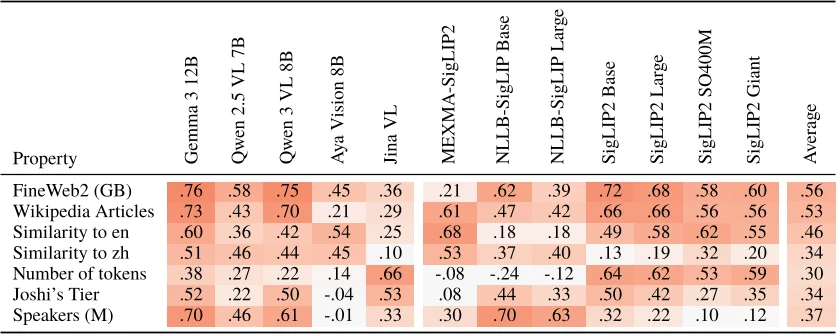 Property Gemma 3 12B Qwen 2.5 VL 7B Qwen 3 VL 8B Aya Vision 8B Jina VL MEXMA-SigLIP2 NLLB-SigLIP Base NLLB-SigLIP Large SigLIP2 Base SigLIP2 Large SigLIP2 SO400M SigLIP2 Giant Average
FineWeb2 (GB) .76 .58 .75 .45 .36 .21 .62 .39 .72 .68 .58 .60 .56
Wikipedia Articles .73 .43 .70 .21 .29 .61 .47 .42 .66 .66 .56 .56 .53
Similarity to en .60 .36 .42 .54 .25 .68 .18 .18 .49 .58 .62 .55 .46
Similarity to zh .51 .46 .44 .45 .10 .53 .37 .40 .13 .19 .32 .20 .34
Number of tokens .38 .27 .22 .14 .66 -.08 -.24 -.12 .64 .62 .53 .59 .30
Joshi's Tier .52 .22 .50 -.04 .53 .08 .44 .33 .50 .42 .27 .35 .34
Speakers (M) .70 .46 .61 -.01 .33 .30 .70 .63 .32 .22 .10 .12 .37